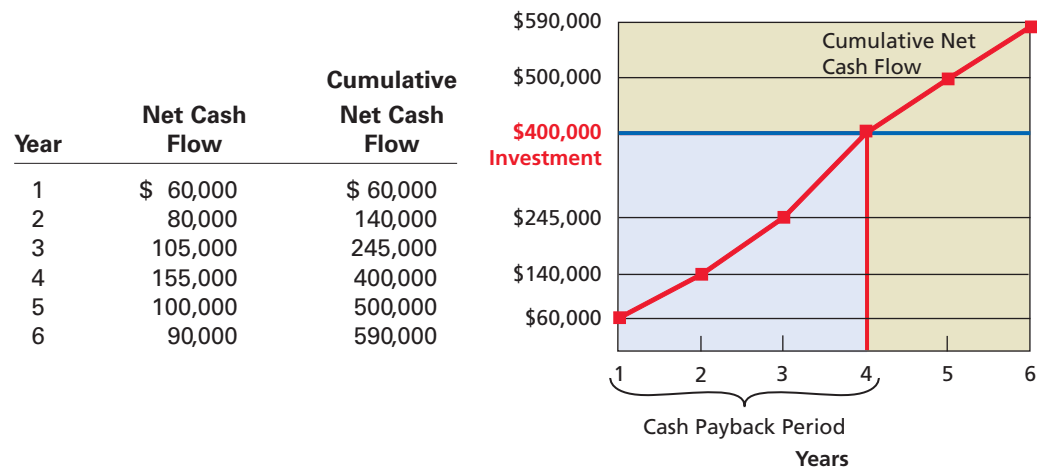 Cumulative
Net Cash Net Cash
Year Flow Flow
1 $ 60,000 $ 60,000
2 80,000 140,000
3 105,000 245,000
4 155,000 400,000
5 100,000 500,000
6 90,000 590,000
$590,000
Cumulative Net
Cash Flow
$500,000
$400,000
Investment
$245,000
$140,000
$60,000
1 2 3 4 5 6
Cash Payback Period
Years